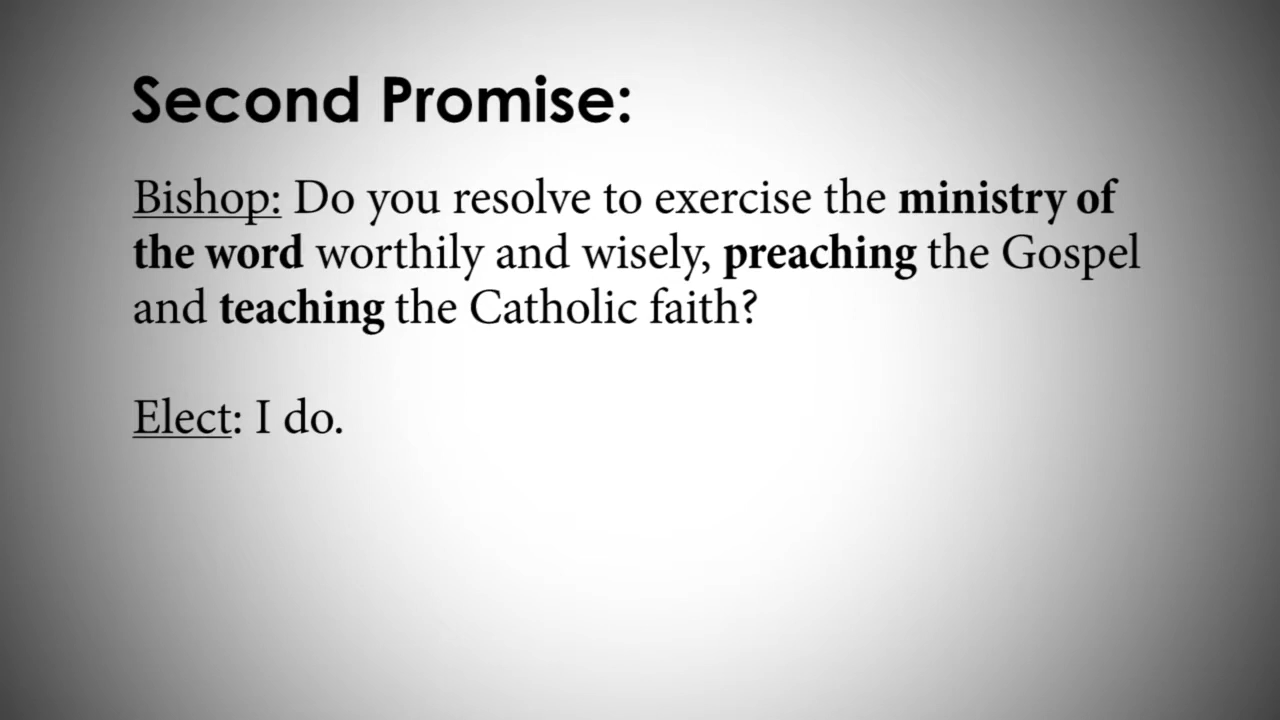 Second Promise:
Bishop: Do you resolve to exercise the ministry of
the word worthily and wisely, preaching the Gospel
and teaching the Catholic faith?
Elect: I do.